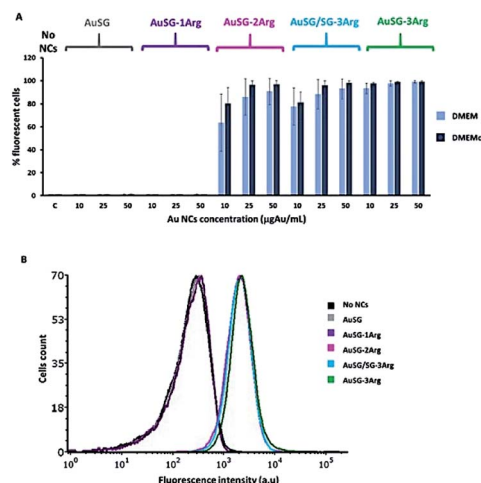 A
No NCs AuSG AuSG-1Arg AuSG-2Arg AuSG/SG-3Arg AuSG-3Arg
120
100
80
60
40
20
0
% fluorescent cells
DMEM
DMEMc
C 10 25 50 10 25 50 10 25 50 10 25 50 10 25 50
Au NCs concentration (µgAu/mL)
B
70
53
35
18
0
Cells count
No NCs
AuSG
AuSG-1Arg
AuSG-2Arg
AuSG/SG-3Arg
AuSG-3Arg
10⁰ 10¹ 10² 10³ 10⁴ 10⁵
Fluorescence intensity (a.u)